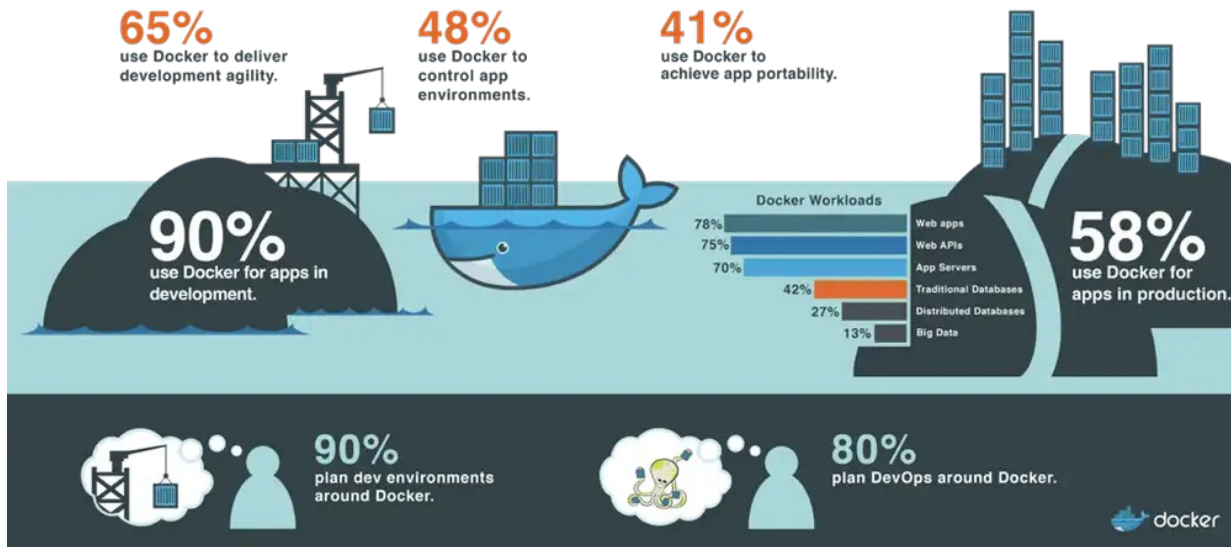 65%
use Docker to deliver
development agility.
48%
use Docker to
control app
environments.
41%
use Docker to
achieve app portability.
90%
use Docker for apps in
development.
Docker Workloads
78% Web apps
75% Web APIs
70% App Servers
42% Traditional Databases
27% Distributed Databases
13% Big Data
58%
use Docker for
apps in production.
90%
plan dev environments
around Docker.
80%
plan DevOps around Docker.
docker